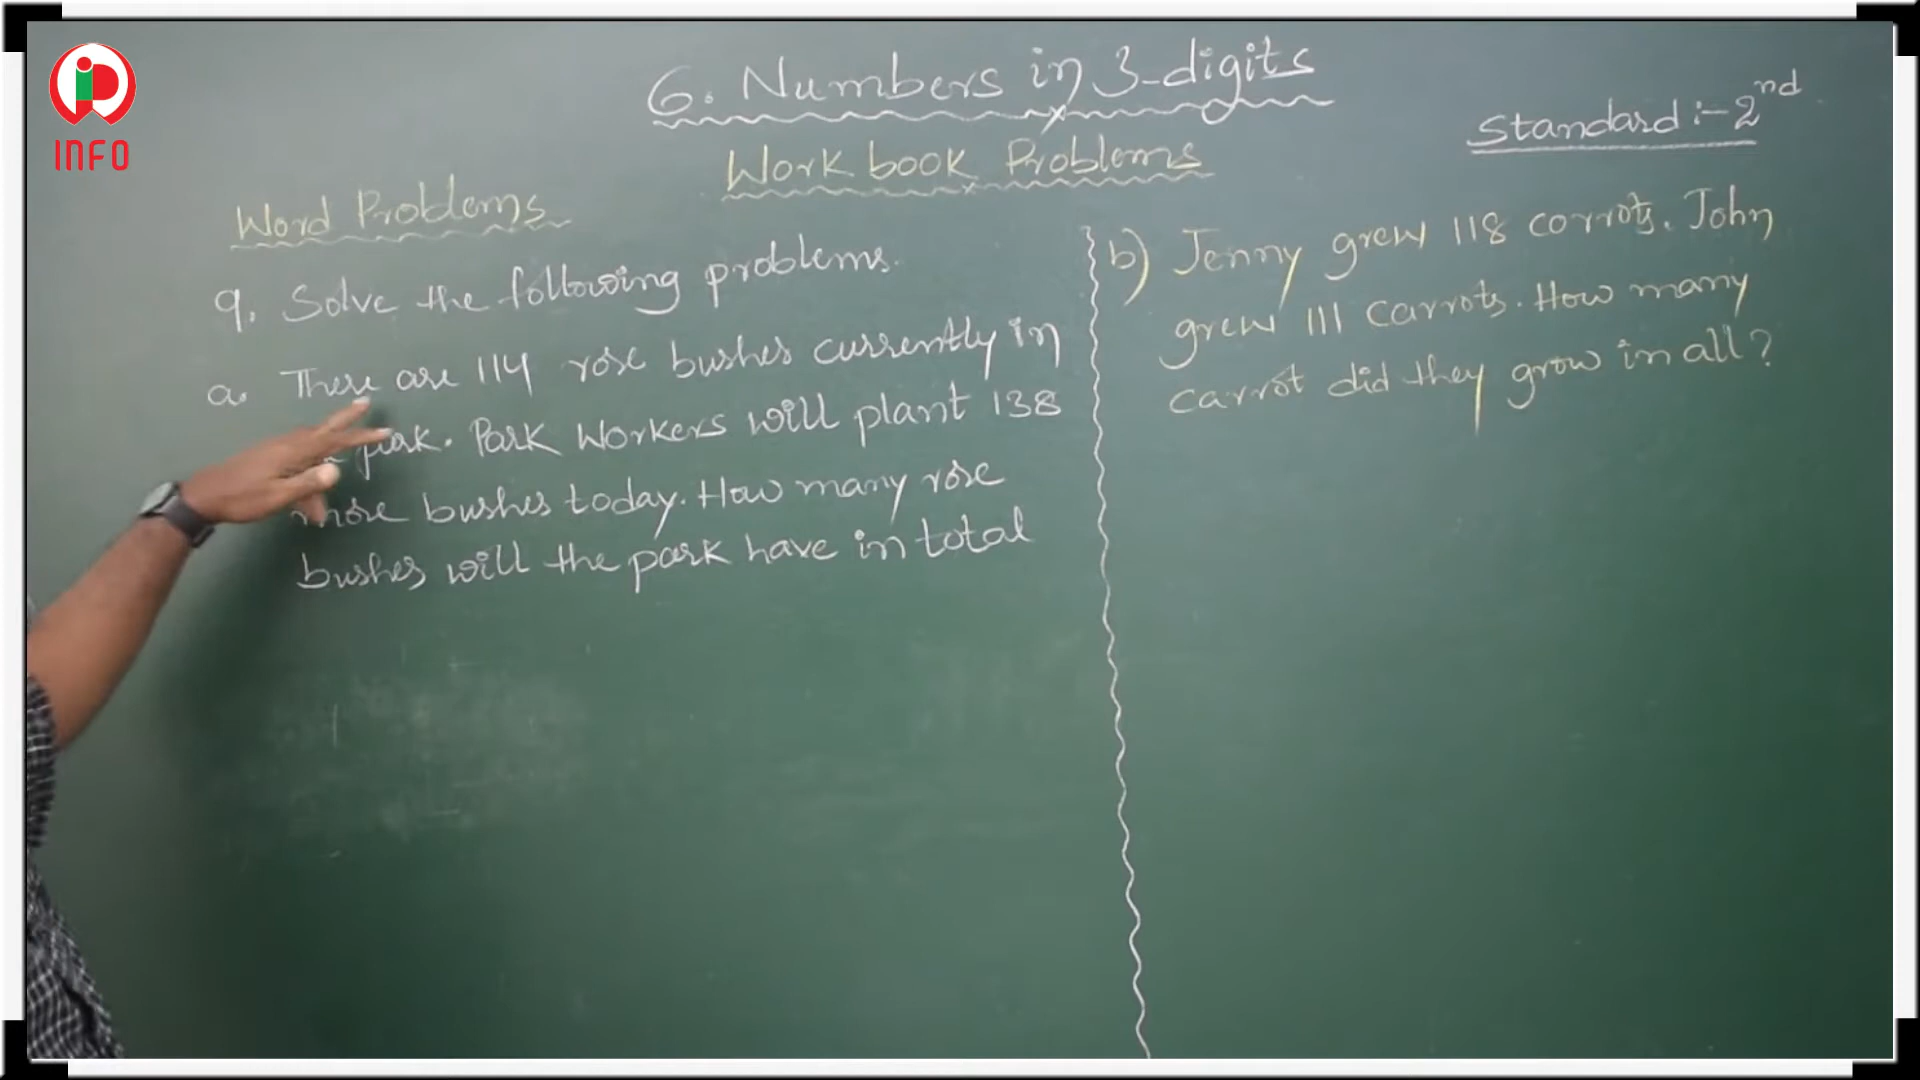 INFO
6. Numbers in 3-digits
Standard :- 2nd
Work book Problems
Word Problems
9. Solve the following problems.
a. There are 114 rose bushes currently in
park. Park Workers will plant 138
more bushes today. How many rose
bushes will the park have in total
b) Jenny grew 118 corrots. John
grew 111 carrots. How many
carrot did they grow in all?